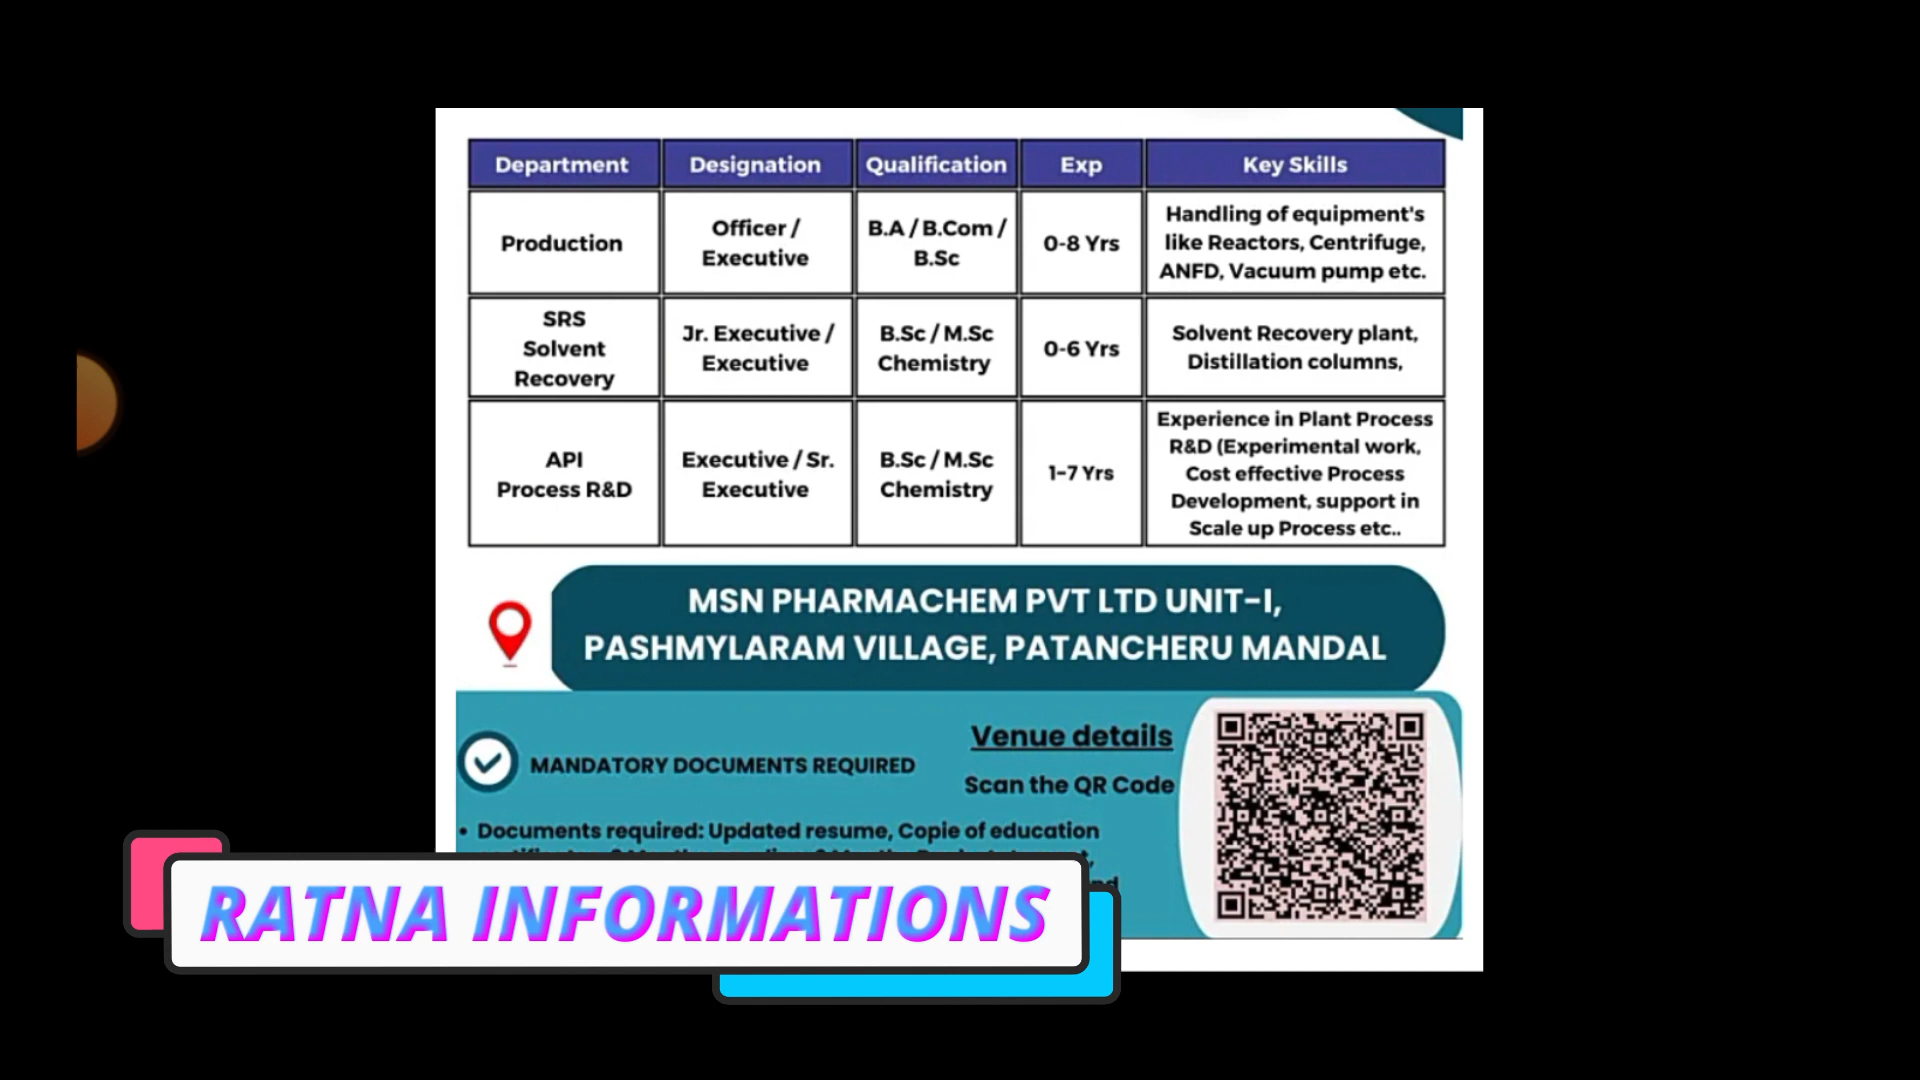 Department Designation Qualification Exp Key Skills
Production
Officer /
Executive
B.A / B.Com /
B.Sc
0-8 Yrs
Handling of equipment's
like Reactors, Centrifuge,
ANFD, Vacuum pump etc.
SRS
Solvent
Recovery
Jr. Executive /
Executive
B.Sc / M.Sc
Chemistry
0-6 Yrs
Solvent Recovery plant,
Distillation columns,
API
Process R&D
Executive / Sr.
Executive
B.Sc / M.Sc
Chemistry
1-7 Yrs
Experience in Plant Process
R&D (Experimental work,
Cost effective Process
Development, support in
Scale up Process etc..
MSN PHARMACHEM PVT LTD UNIT-I,
PASHMYLARAM VILLAGE, PATANCHERU MANDAL
MANDATORY DOCUMENTS REQUIRED
Venue details
Scan the QR Code
• Documents required: Updated resume, Copie of education
RATNA INFORMATIONS